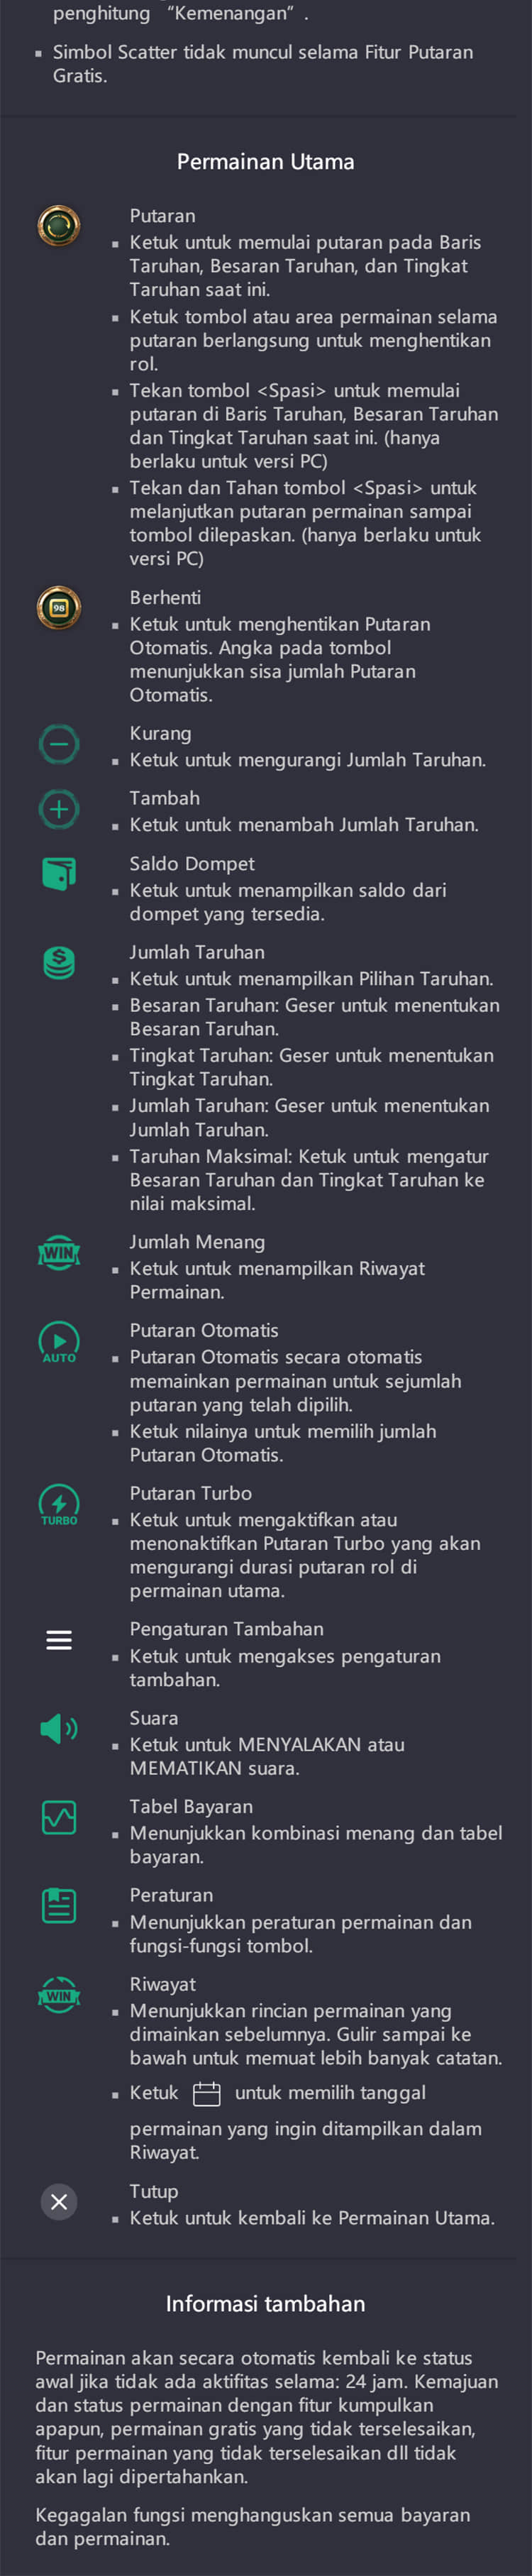 penghitung “Kemenangan”.
Simbol Scatter tidak muncul selama Fitur Putaran
Gratis.
Permainan Utama
Putaran
Ketuk untuk memulai putaran pada Baris
Taruhan, Besaran Taruhan, dan Tingkat
Taruhan saat ini.
Ketuk tombol atau area permainan selama
putaran berlangsung untuk menghentikan
rol.
Tekan tombol <Spasi> untuk memulai
putaran di Baris Taruhan, Besaran Taruhan
dan Tingkat Taruhan saat ini. (hanya
berlaku untuk versi PC)
Tekan dan Tahan tombol <Spasi> untuk
melanjutkan putaran permainan sampai
tombol dilepaskan. (hanya berlaku untuk
versi PC)
98
Berhenti
Ketuk untuk menghentikan Putaran
Otomatis. Angka pada tombol
menunjukkan sisa jumlah Putaran
Otomatis.
Kurang
Ketuk untuk mengurangi Jumlah Taruhan.
Tambah
Ketuk untuk menambah Jumlah Taruhan.
Saldo Dompet
Ketuk untuk menampilkan saldo dari
dompet yang tersedia.
Jumlah Taruhan
Ketuk untuk menampilkan Pilihan Taruhan.
Besaran Taruhan: Geser untuk menentukan
Besaran Taruhan.
Tingkat Taruhan: Geser untuk menentukan
Tingkat Taruhan.
Jumlah Taruhan: Geser untuk menentukan
Jumlah Taruhan.
Taruhan Maksimal: Ketuk untuk mengatur
Besaran Taruhan dan Tingkat Taruhan ke
nilai maksimal.
WIN
Jumlah Menang
Ketuk untuk menampilkan Riwayat
Permainan.
AUTO
Putaran Otomatis
Putaran Otomatis secara otomatis
memainkan permainan untuk sejumlah
putaran yang telah dipilih.
Ketuk nilainya untuk memilih jumlah
Putaran Otomatis.
TURBO
Putaran Turbo
Ketuk untuk mengaktifkan atau
menonaktifkan Putaran Turbo yang akan
mengurangi durasi putaran rol di
permainan utama.
Pengaturan Tambahan
Ketuk untuk mengakses pengaturan
tambahan.
Suara
Ketuk untuk MENYALAKAN atau
MEMATIKAN suara.
Tabel Bayaran
Menunjukkan kombinasi menang dan tabel
bayaran.
Peraturan
Menunjukkan peraturan permainan dan
fungsi-fungsi tombol.
WIN
Riwayat
Menunjukkan rincian permainan yang
dimainkan sebelumnya. Gulir sampai ke
bawah untuk memuat lebih banyak catatan.
Ketuk untuk memilih tanggal
permainan yang ingin ditampilkan dalam
Riwayat.
Tutup
Ketuk untuk kembali ke Permainan Utama.
Informasi tambahan
Permainan akan secara otomatis kembali ke status
awal jika tidak ada aktifitas selama: 24 jam. Kemajuan
dan status permainan dengan fitur kumpulkan
apapun, permainan gratis yang tidak terselesaikan,
fitur permainan yang tidak terselesaikan dll tidak
akan lagi dipertahankan.
Kegagalan fungsi menghanguskan semua bayaran
dan permainan.